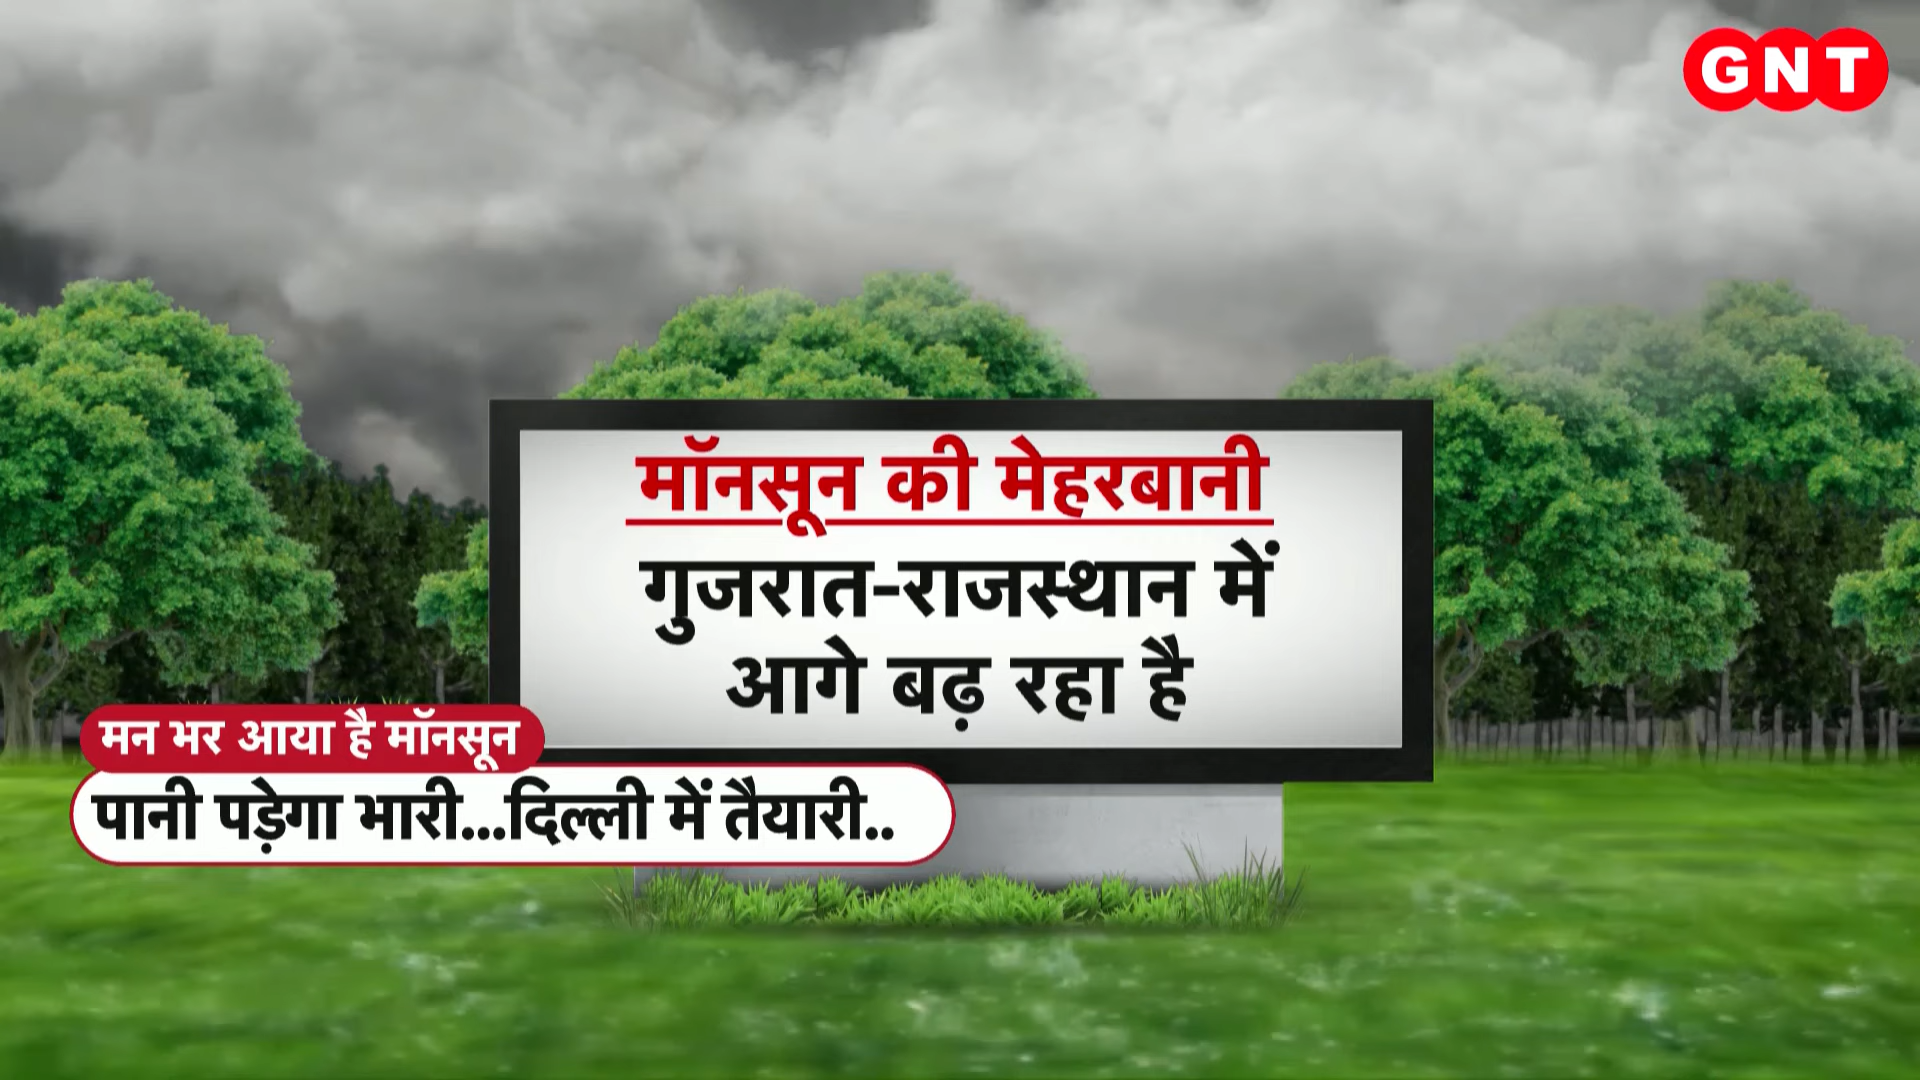 GNT
मॉनसून की मेहरबानी
गुजरात-राजस्थान में
आगे बढ़ रहा है
मन भर आया है मॉनसून
पानी पड़ेगा भारी...दिल्ली में तैयारी..